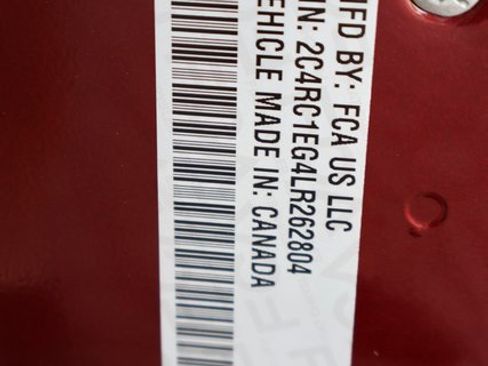 MFD BY: FCA US LLC
VIN: 2C4RC1EG4LR262804
VEHICLE MADE IN: CANADA